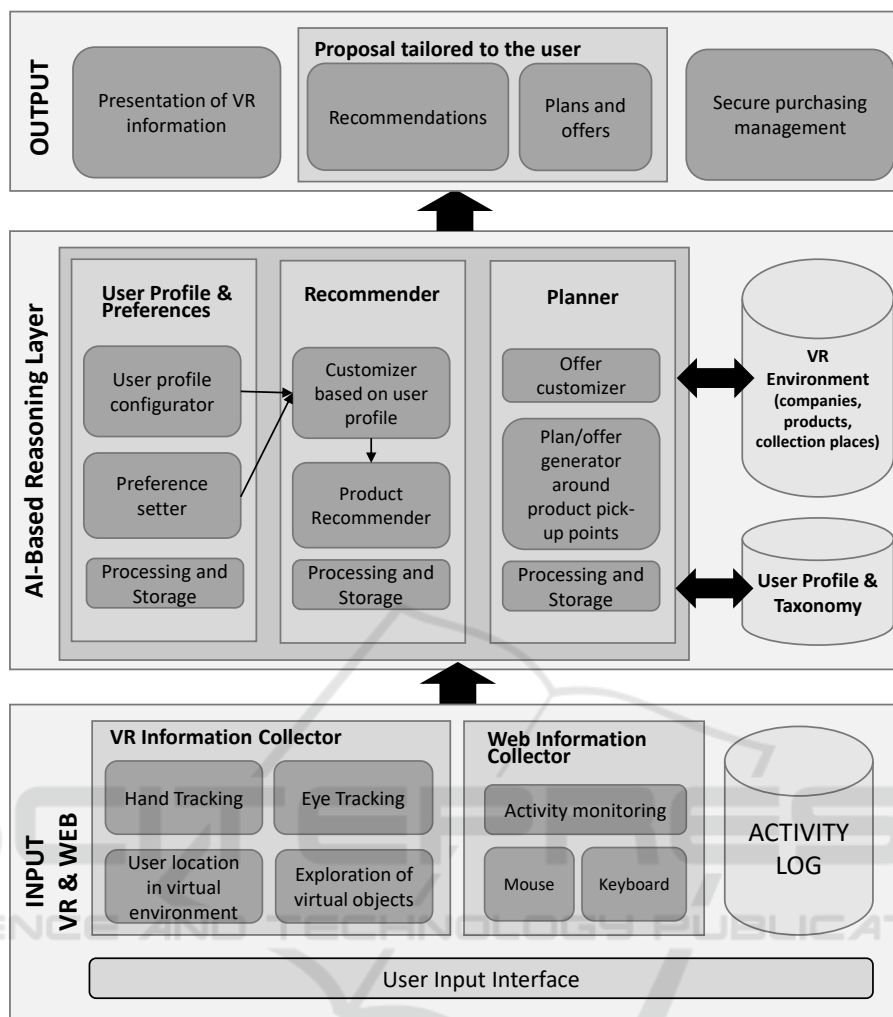 OUTPUT
Presentation of VR
information
Proposal tailored to the user
Recommendations
Plans and
offers
Secure purchasing
management
AI-Based Reasoning Layer
User Profile &
Preferences
User profile
configurator
Preference
setter
Processing and
Storage
Recommender
Customizer
based on user
profile
Product
Recommender
Processing and
Storage
Planner
Offer
customizer
Plan/offer
generator
around
product pick-
up points
Processing and
Storage
VR
Environment
(companies,
products,
collection places)
User Profile &
Taxonomy
INPUT
VR & WEB
VR Information Collector
Hand Tracking
Eye Tracking
User location
in virtual
environment
Exploration of
virtual objects
Web Information
Collector
Activity monitoring
Mouse
Keyboard
ACTIVITY
LOG
User Input Interface
AND TECHNOLOGY